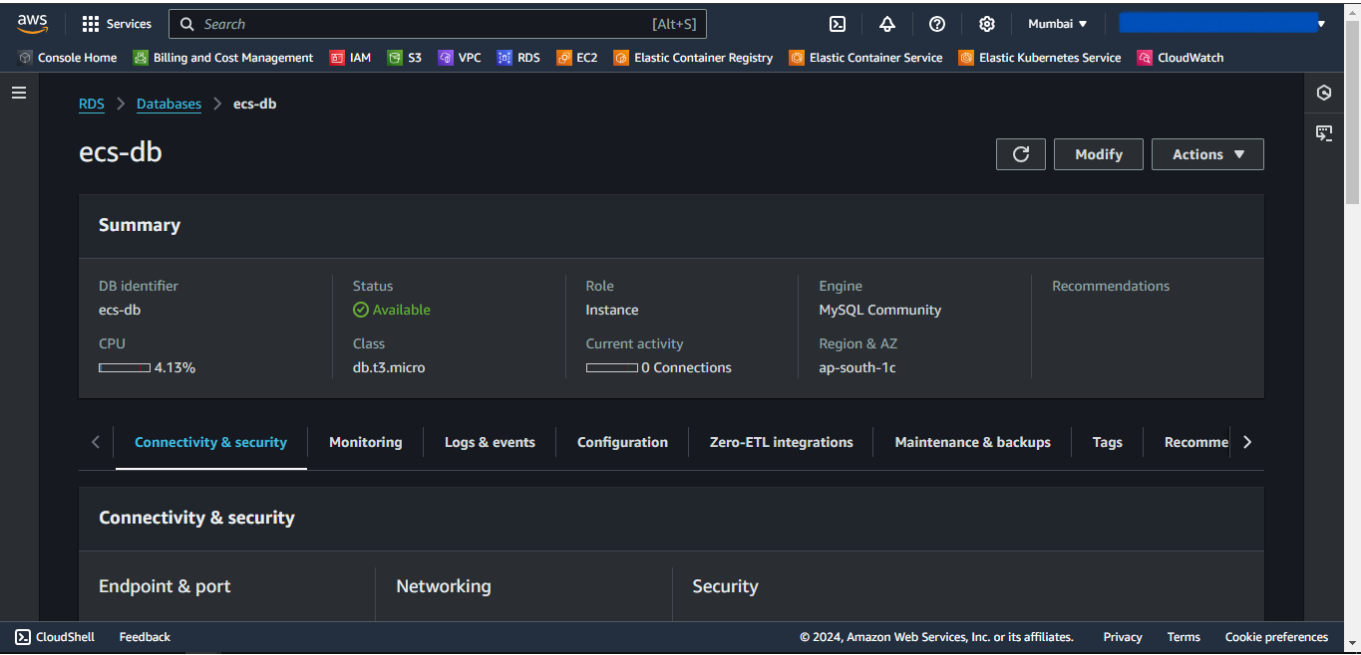 aws Services Search [Alt+S] Mumbai ▼
Console Home Billing and Cost Management IAM S3 VPC RDS EC2 Elastic Container Registry Elastic Container Service Elastic Kubernetes Service CloudWatch
RDS > Databases > ecs-db
ecs-db Modify Actions ▼
Summary
DB identifier Status Role Engine Recommendations
ecs-db Available Instance MySQL Community
CPU Class Current activity Region & AZ
4.13% db.t3.micro 0 Connections ap-south-1c
Connectivity & security Monitoring Logs & events Configuration Zero-ETL integrations Maintenance & backups Tags Recomme
Connectivity & security
Endpoint & port Networking Security
CloudShell Feedback © 2024, Amazon Web Services, Inc. or its affiliates. Privacy Terms Cookie preferences